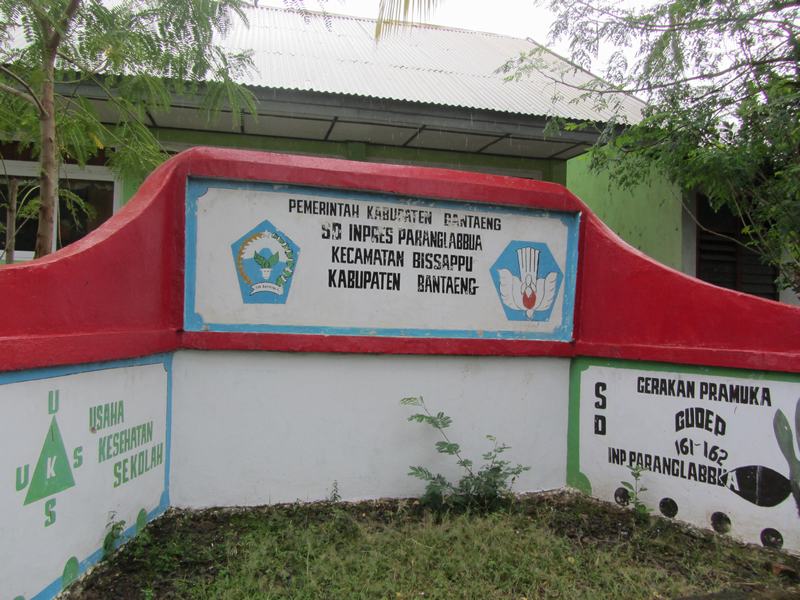 PEMERINTAH KABUPATEN BANTAENG
SD INPRES PARANGLABBUA
KECAMATAN BISSAPPU
KABUPATEN BANTAENG
U
U K S
S
USAHA
KESEHATAN
SEKOLAH
S
D
GERAKAN PRAMUKA
GUDEP
161-162
INP. PARANGLABBUA